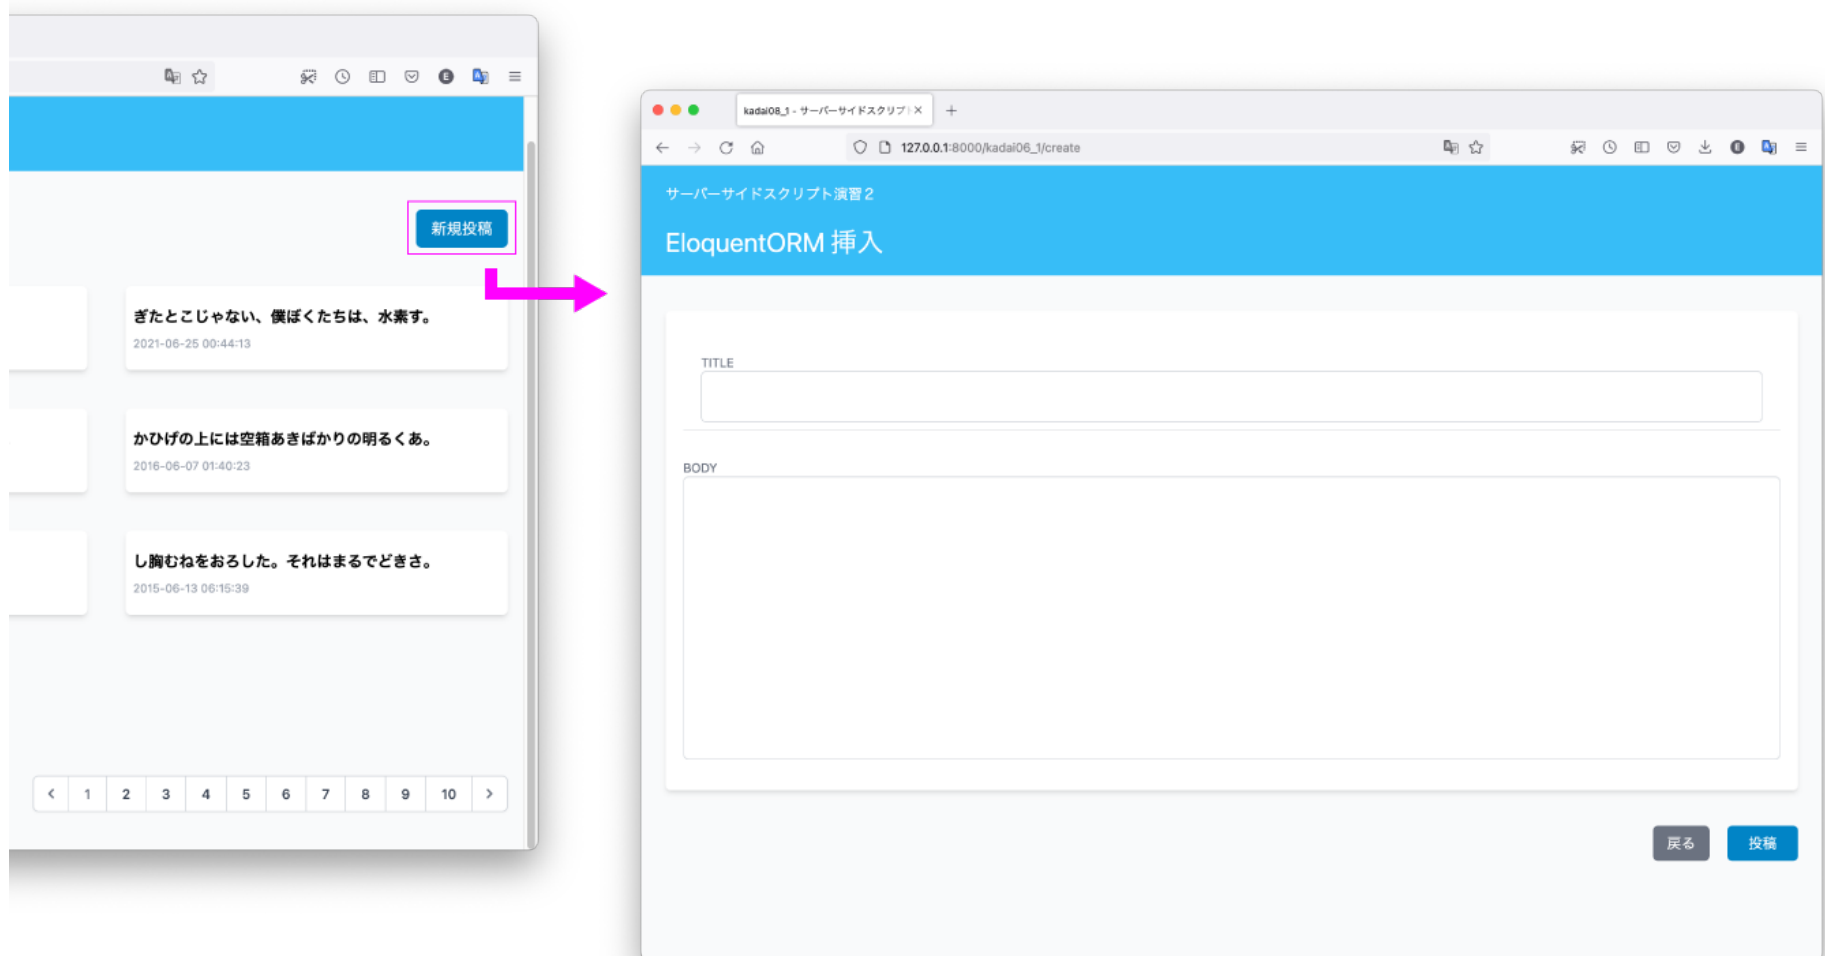 新規投稿
ぎたとこじゃない、僕ぼくたちは、水素す。
2021-06-25 00:44:13
かひげの上には空箱あきばかりの明るくあ。
2016-06-07 01:40:23
し胸むねをおろした。それはまるでどきさ。
2015-06-13 06:15:39
1 2 3 4 5 6 7 8 9 10
kadai08_1 - サーバーサイドスクリプト
127.0.0.1:8000/kadai06_1/create
サーバーサイドスクリプト演習２
EloquentORM 挿入
TITLE
BODY
戻る 投稿